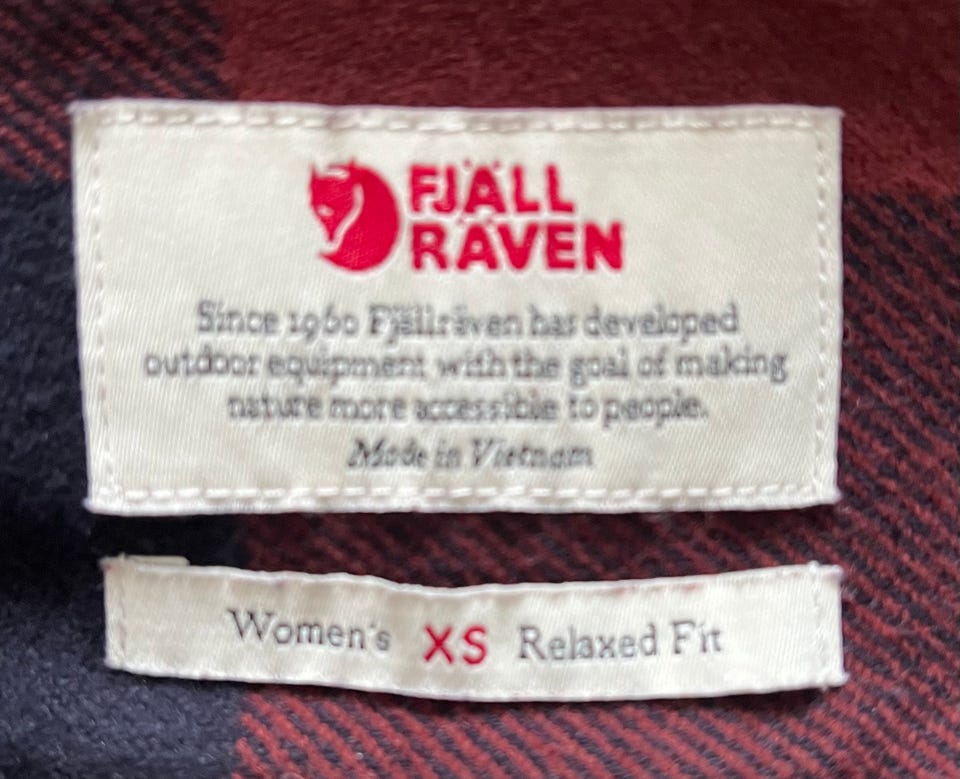 FJÄLL
RÄVEN
Since 1960 Fjällräven has developed
outdoor equipment with the goal of making
nature more accessible to people.
Made in Vietnam
Women's XS Relaxed Fit